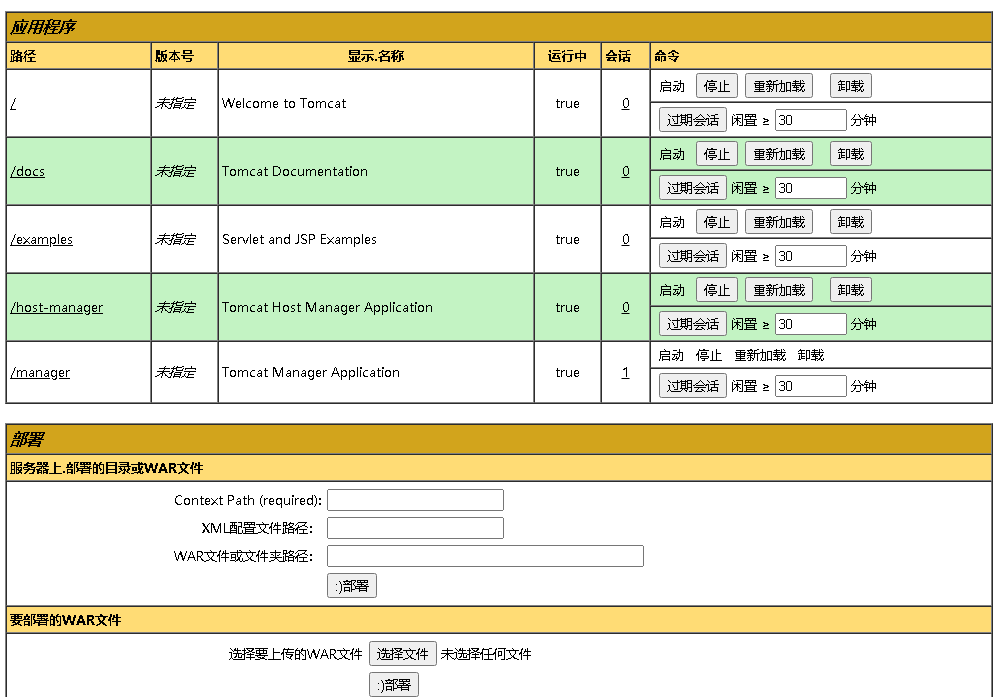 应用程序
路径 版本号 显示.名称 运行中 会话 命令
/ 未指定 Welcome to Tomcat true 0 启动 停止 重新加载 卸载
过期会话 闲置 ≥ 30 分钟
/docs 未指定 Tomcat Documentation true 0 启动 停止 重新加载 卸载
过期会话 闲置 ≥ 30 分钟
/examples 未指定 Servlet and JSP Examples true 0 启动 停止 重新加载 卸载
过期会话 闲置 ≥ 30 分钟
/host-manager 未指定 Tomcat Host Manager Application true 0 启动 停止 重新加载 卸载
过期会话 闲置 ≥ 30 分钟
/manager 未指定 Tomcat Manager Application true 1 启动 停止 重新加载 卸载
过期会话 闲置 ≥ 30 分钟
部署
服务器上.部署的目录或WAR文件
Context Path (required):
XML配置文件路径:
WAR文件或文件夹路径:
:)部署
要部署的WAR文件
选择要上传的WAR文件 选择文件 未选择任何文件
:)部署